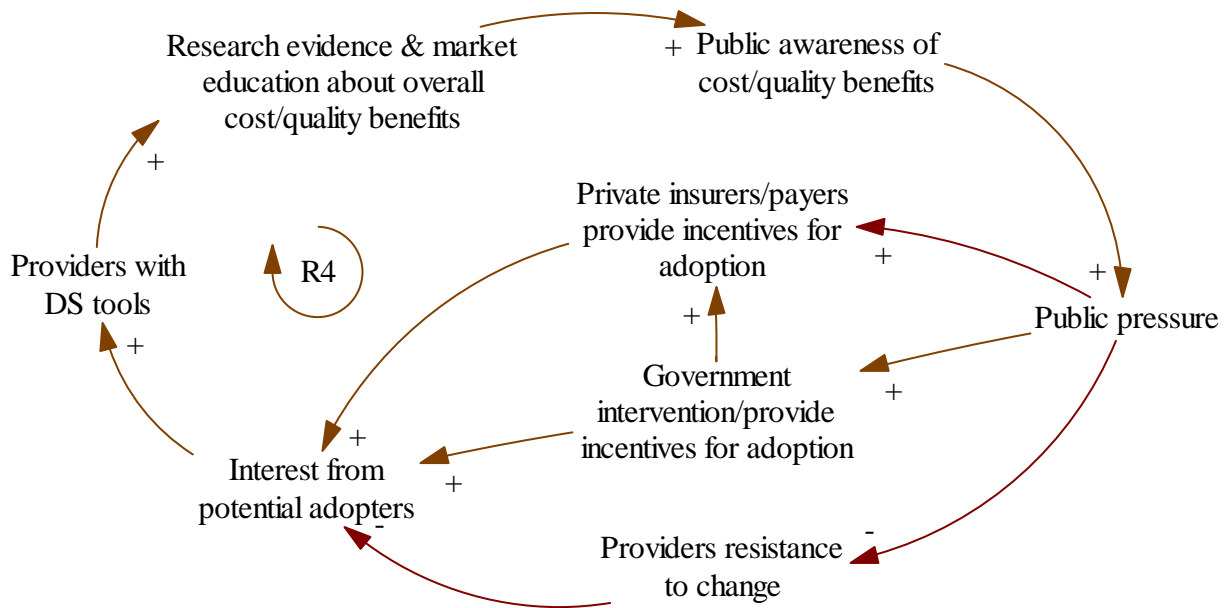 Research evidence & market
education about overall
cost/quality benefits
+
Public awareness of
cost/quality benefits
+
Private insurers/payers
provide incentives for
adoption
+
+
Public pressure
Providers with
DS tools
R4
+
+
Government
intervention/provide
incentives for adoption
+
+
+
Interest from
potential adopters
+
-
Providers resistance
to change
-